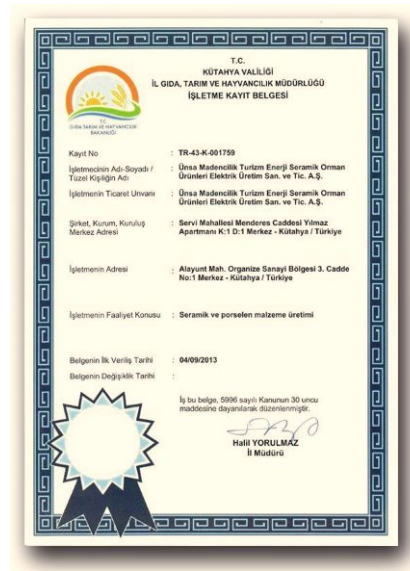 T.C.
KÜTAHYA VALİLİĞİ
İL GIDA, TARIM VE HAYVANCILIK MÜDÜRLÜĞÜ
İŞLETME KAYIT BELGESİ
T.C.
GIDA TARIM VE HAYVANCILIK
BAKANLIĞI
Kayıt No : TR-43-K-001759
İşletmecinin Adı-Soyadı / : Ünsa Madencilik Turizm Enerji Seramik Orman
Tüzel Kişiliğin Adı Ürünleri Elektrik Üretim San. ve Tic. A.Ş.
İşletmenin Ticaret Unvanı : Ünsa Madencilik Turizm Enerji Seramik Orman
Ürünleri Elektrik Üretim San. ve Tic. A.Ş.
Şirket, Kurum, Kuruluş : Servi Mahallesi Menderes Caddesi Yılmaz
Merkez Adresi Apartmanı K:1 D:1 Merkez - Kütahya / Türkiye
İşletmenin Adresi : Alayunt Mah. Organize Sanayi Bölgesi 3. Cadde
No:1 Merkez - Kütahya / Türkiye
İşletmenin Faaliyet Konusu : Seramik ve porselen malzeme üretimi
Belgenin İlk Veriliş Tarihi : 04/09/2013
Belgenin Değişiklik Tarihi :
İş bu belge, 5996 sayılı Kanunun 30 uncu
maddesine dayanılarak düzenlenmiştir.
Halil YORULMAZ
İl Müdürü